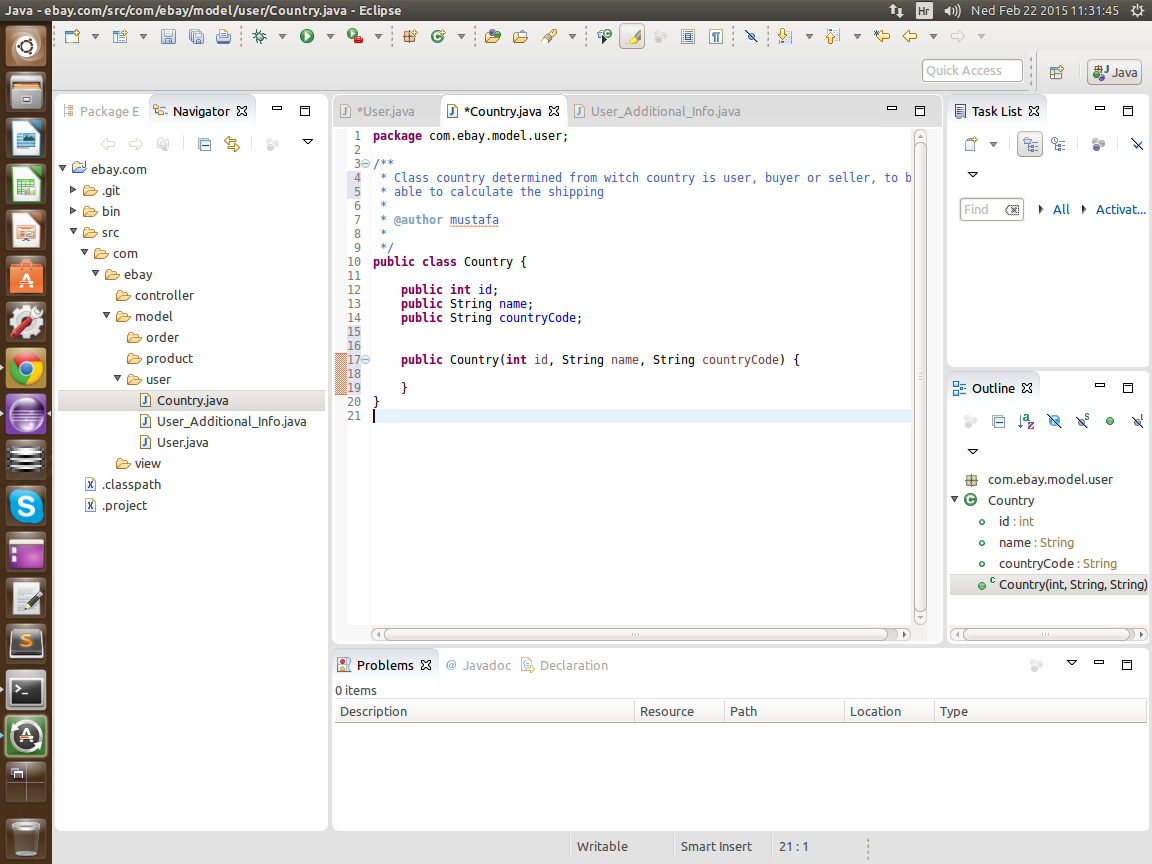 Java - ebay.com/src/com/ebay/model/user/Country.java - Eclipse
Hr
Ned Feb 22 2015 11:31:45
Quick Access
Java
Package E
Navigator
ebay.com
.git
bin
src
com
ebay
controller
model
order
product
user
Country.java
User_Additional_Info.java
User.java
view
.classpath
.project
*User.java
*Country.java
User_Additional_Info.java
1 package com.ebay.model.user;
2
3 /**
4 * Class country determined from witch country is user, buyer or seller, to b
5 * able to calculate the shipping
6 *
7 * @author mustafa
8 *
9 */
10 public class Country {
11
12 public int id;
13 public String name;
14 public String countryCode;
15
16
17 public Country(int id, String name, String countryCode) {
18
19 }
20 }
21
Task List
Find
All
Activat...
Outline
com.ebay.model.user
Country
id : int
name : String
countryCode : String
Country(int, String, String)
Problems
@ Javadoc
Declaration
0 items
Description Resource Path Location Type
Writable
Smart Insert
21 : 1